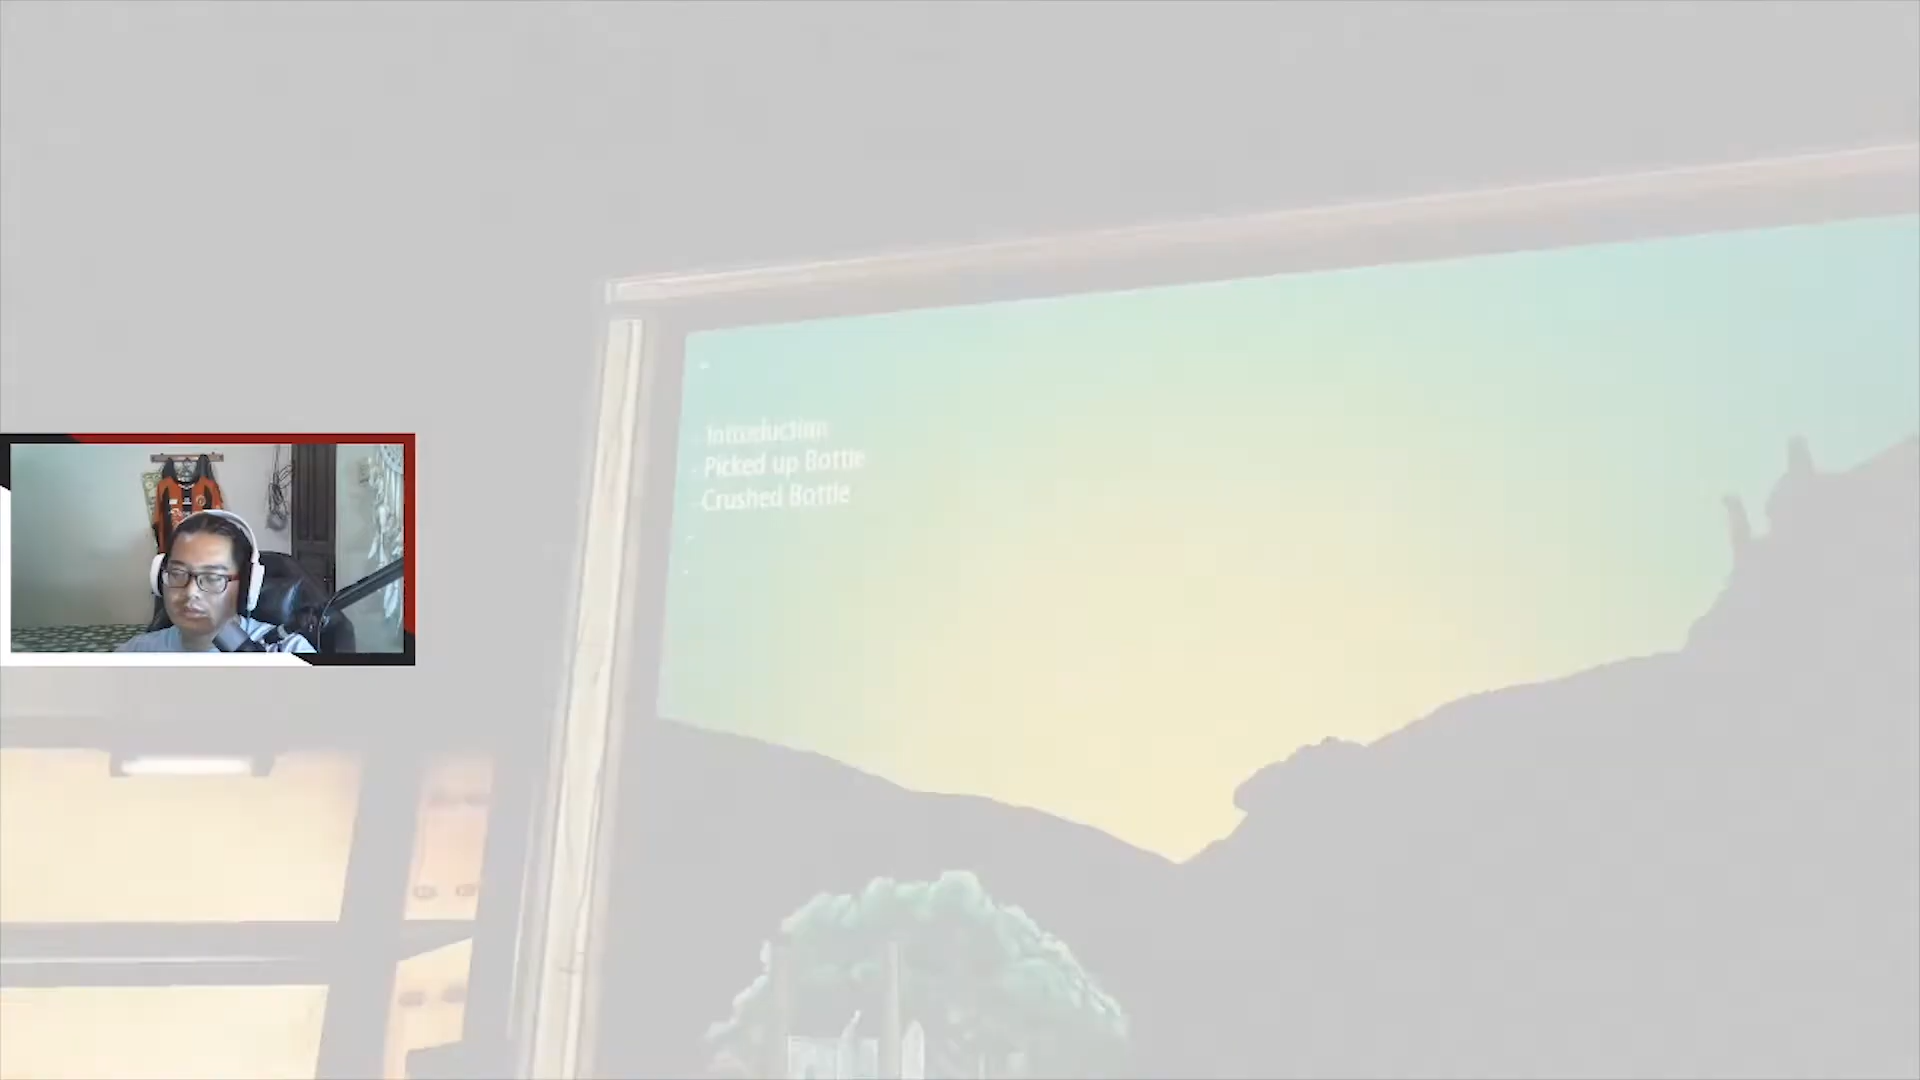 - Introduction
- Picked up Bottle
- Crushed Bottle